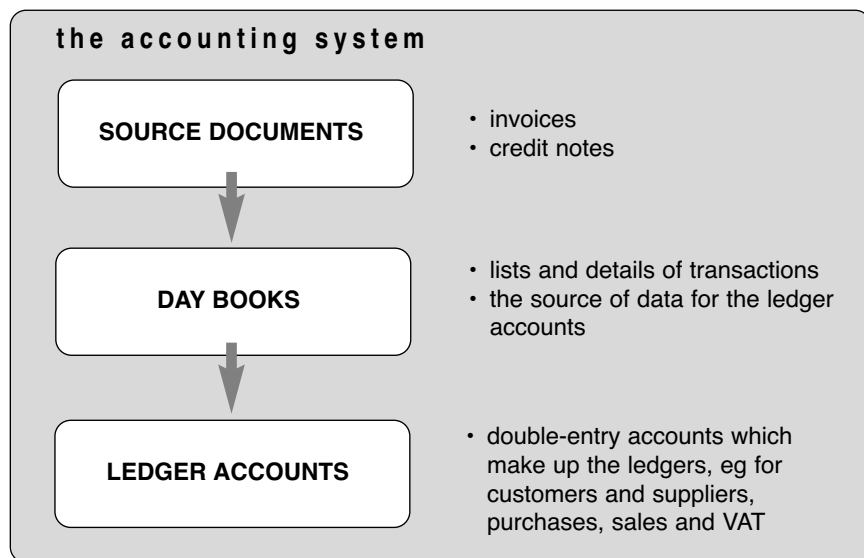 the accounting system
SOURCE DOCUMENTS
• invoices
• credit notes
DAY BOOKS
• lists and details of transactions
• the source of data for the ledger
accounts
LEDGER ACCOUNTS
• double-entry accounts which
make up the ledgers, eg for
customers and suppliers,
purchases, sales and VAT